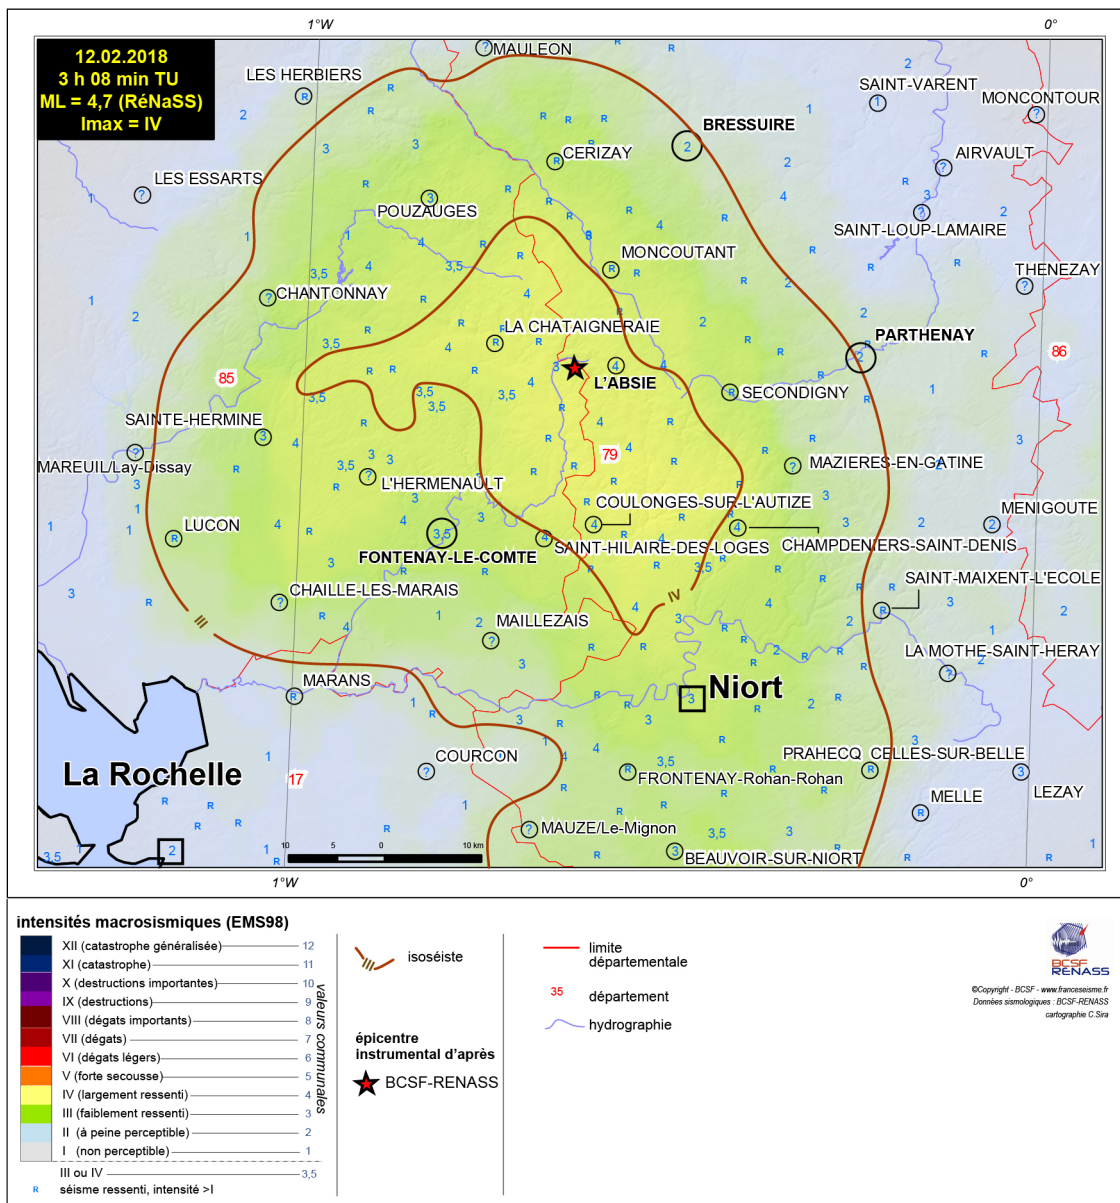 1°W
0°
12.02.2018
3 h 08 min TU
ML = 4,7 (RéNaSS)
Imax = IV
MAULEON
LES HERBIERS
SAINT-VARENT
MONCONTOUR
BRESSUIRE
CERIZAY
AIRVAULT
LES ESSARTS
POUZAUGES
SAINT-LOUP-LAMAIRE
MONCOUTANT
THENEZAY
CHANTONNAY
LA CHATAIGNERAIE
PARTHENAY
86
85
L'ABSIE
SECONDIGNY
SAINTE-HERMINE
79
MAREUIL/Lay-Dissay
L'HERMENAULT
MAZIERES-EN-GATINE
COULONGES-SUR-L'AUTIZE
MENIGOUTE
LUCON
FONTENAY-LE-COMTE
SAINT-HILAIRE-DES-LOGES
CHAMPDENIERS-SAINT-DENIS
SAINT-MAIXENT-L'ECOLE
CHAILLE-LES-MARAIS
IV
III
MAILLEZAIS
LA MOTHE-SAINT-HERAY
MARANS
Niort
COURCON
PRAHECQ
CELLES-SUR-BELLE
La Rochelle
17
FRONTENAY-Rohan-Rohan
LEZAY
MELLE
MAUZE/Le-Mignon
BEAUVOIR-SUR-NIORT
10 5 0 10 km
1°W
0°
intensités macrosismiques (EMS98)
XII (catastrophe généralisée) 12
XI (catastrophe) 11
X (destructions importantes) 10
IX (destructions) 9
VIII (dégats importants) 8
VII (dégats) 7
VI (dégats légers) 6
V (forte secousse) 5
IV (largement ressenti) 4
III (faiblement ressenti) 3
II (à peine perceptible) 2
I (non perceptible) 1
III ou IV 3,5
R séisme ressenti, intensité >I
valeurs communales
isoséiste
épicentre
instrumental d'après
BCSF-RENASS
limite
départementale
35 département
hydrographie
BCSF
RENASS
©Copyright - BCSF - www.franceseisme.fr
Données sismologiques : BCSF-RENASS
cartographie C.Sira